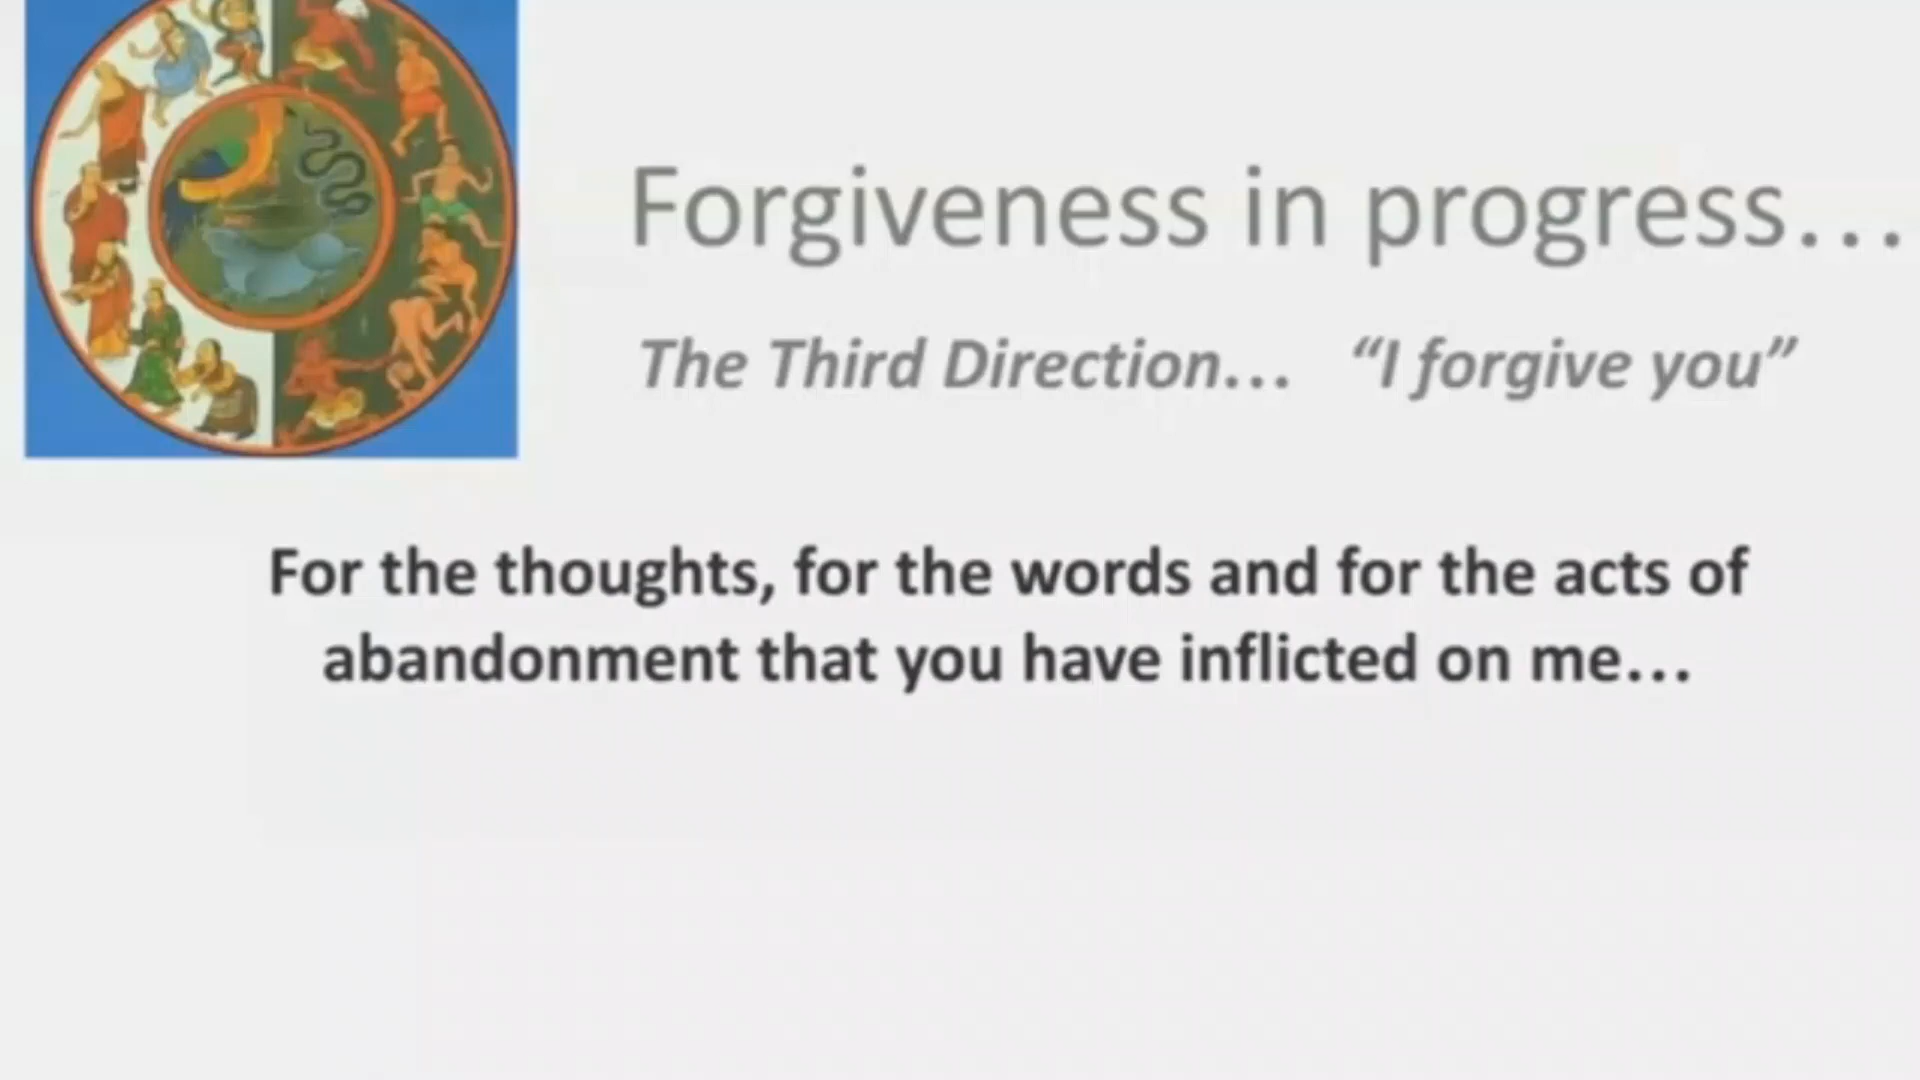 Forgiveness in progress…
The Third Direction… “I forgive you”
For the thoughts, for the words and for the acts of
abandonment that you have inflicted on me…